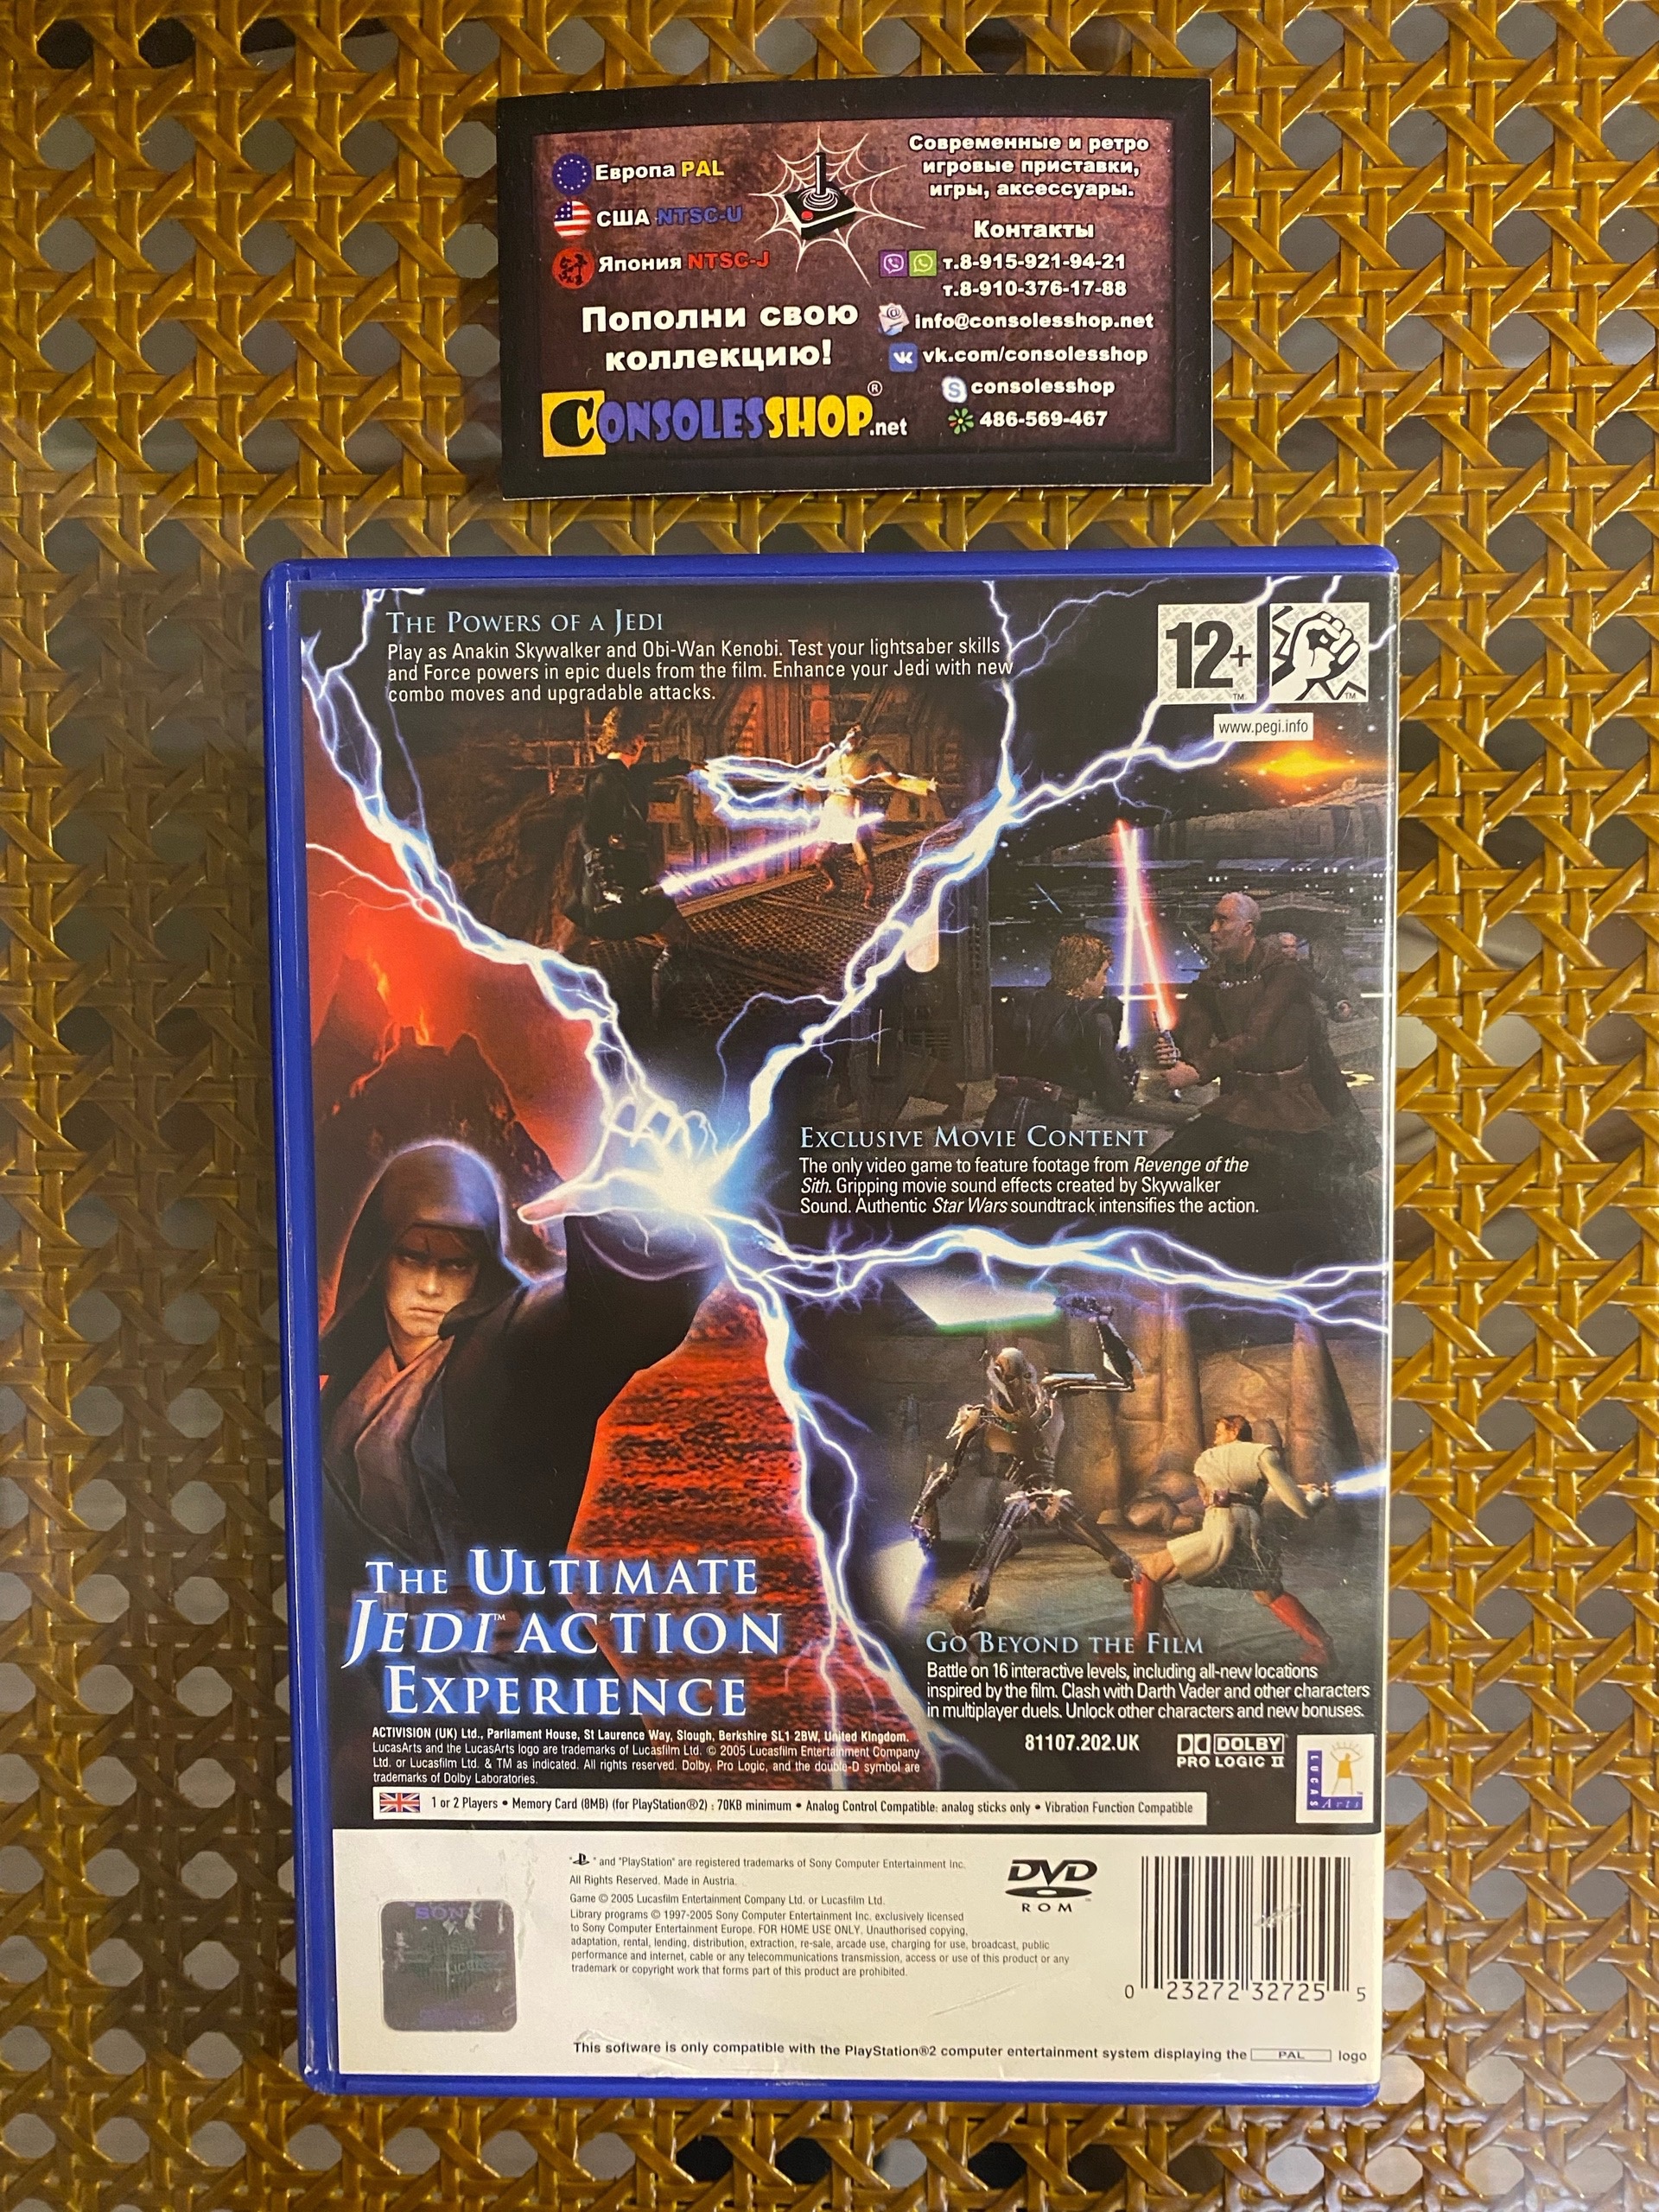 Европа PAL
США NTSC-U
Япония NTSC-J
Пополни свою
коллекцию!
CONSOLESSHOP.net ®
Современные и ретро
игровые приставки,
игры, аксессуары.
Контакты
т.8-915-921-94-21
т.8-910-376-17-88
info@consolesshop.net
vk.com/consolesshop
consolesshop
486-569-467
THE POWERS OF A JEDI
Play as Anakin Skywalker and Obi-Wan Kenobi. Test your lightsaber skills
and Force powers in epic duels from the film. Enhance your Jedi with new
combo moves and upgradable attacks.
12+ ™
™
www.pegi.info
EXCLUSIVE MOVIE CONTENT
The only video game to feature footage from Revenge of the
Sith. Gripping movie sound effects created by Skywalker
Sound. Authentic Star Wars soundtrack intensifies the action.
THE ULTIMATE
JEDI™ ACTION
EXPERIENCE
GO BEYOND THE FILM
Battle on 16 interactive levels, including all-new locations
inspired by the film. Clash with Darth Vader and other characters
in multiplayer duels. Unlock other characters and new bonuses.
ACTIVISION (UK) Ltd., Parliament House, St Laurence Way, Slough, Berkshire SL1 2BW, United Kingdom.
LucasArts and the LucasArts logo are trademarks of Lucasfilm Ltd. © 2005 Lucasfilm Entertainment Company
Ltd. or Lucasfilm Ltd. & TM as indicated. All rights reserved. Dolby, Pro Logic, and the double-D symbol are
trademarks of Dolby Laboratories.
81107.202.UK
DOLBY
PRO LOGIC II
LUCAS
Arts
1 or 2 Players • Memory Card (8MB) (for PlayStation®2) : 70KB minimum • Analog Control Compatible: analog sticks only • Vibration Function Compatible
SONY
" " and "PlayStation" are registered trademarks of Sony Computer Entertainment Inc.
All Rights Reserved. Made in Austria.
Game © 2005 Lucasfilm Entertainment Company Ltd. or Lucasfilm Ltd.
Library programs © 1997-2005 Sony Computer Entertainment Inc. exclusively licensed
to Sony Computer Entertainment Europe. FOR HOME USE ONLY. Unauthorised copying,
adaptation, rental, lending, distribution, extraction, re-sale, arcade use, charging for use, broadcast, public
performance and internet, cable or any telecommunications transmission, access or use of this product or any
trademark or copyright work that forms part of this product are prohibited.
DVD
ROM
0 23272 32725 5
This software is only compatible with the PlayStation®2 computer entertainment system displaying the PAL logo